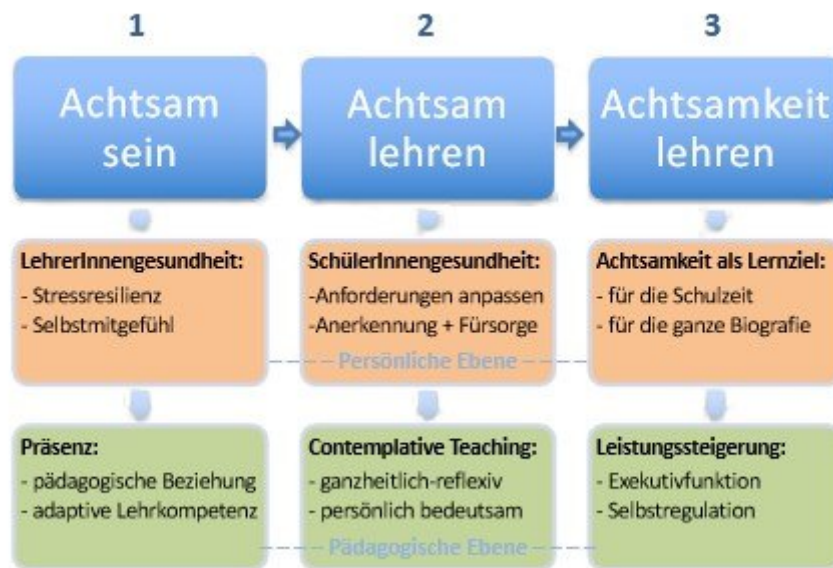 1
2
3
Achtsam
sein
Achtsam
lehren
Achtsamkeit
lehren
LehrerInnengesundheit:
- Stressresilienz
- Selbstmitgefühl
SchülerInnengesundheit:
-Anforderungen anpassen
-Anerkennung + Fürsorge
Achtsamkeit als Lernziel:
- für die Schulzeit
- für die ganze Biografie
Persönliche Ebene
Präsenz:
- pädagogische Beziehung
- adaptive Lehrkompetenz
Contemplative Teaching:
- ganzheitlich-reflexiv
- persönlich bedeutsam
Leistungssteigerung:
- Exekutivfunktion
- Selbstregulation
Pädagogische Ebene